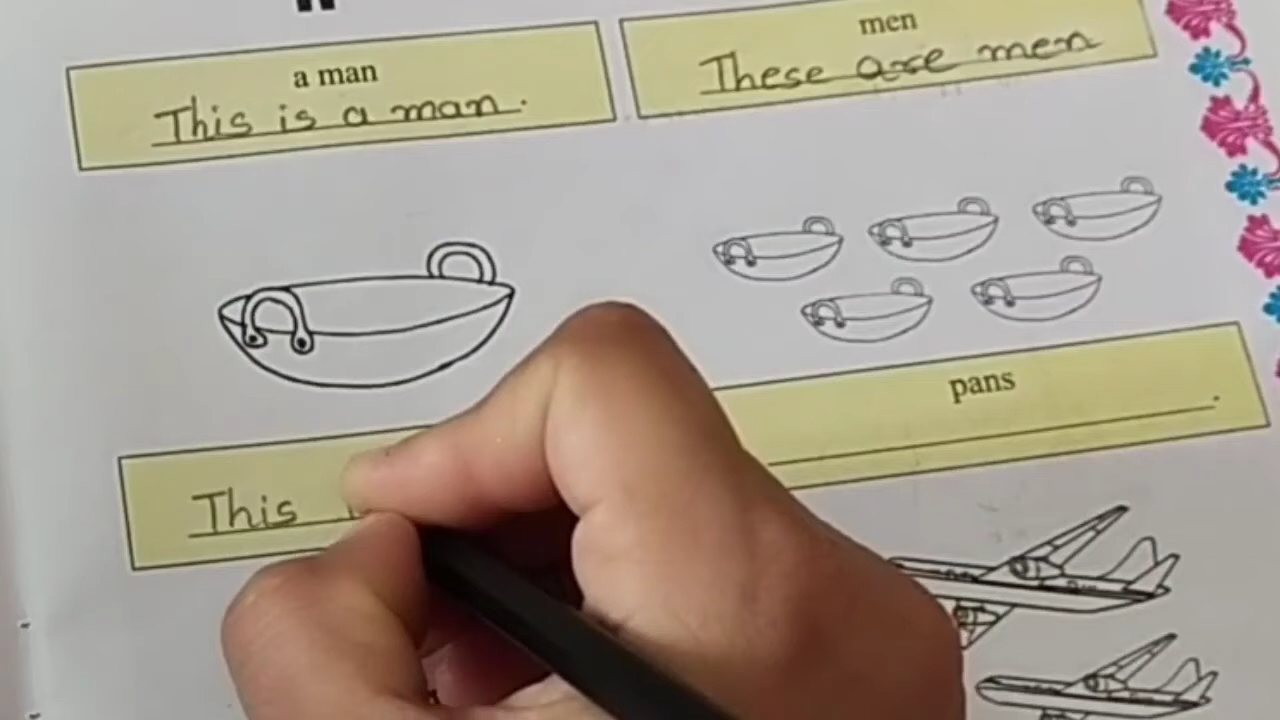 a man
This is a man.
men
These are men
pans
This